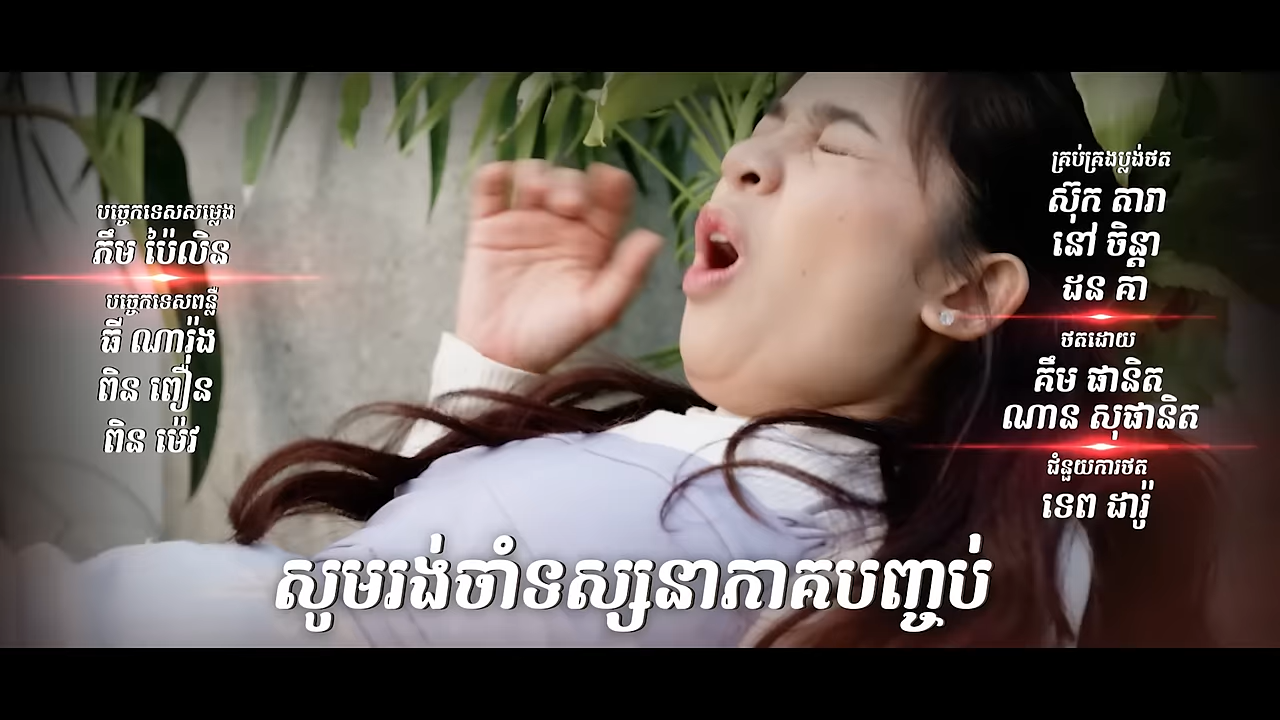 បច្ចេកទេសសម្លេង
ភឹម ប៉ៃលិន
បច្ចេកទេសពន្លឺ
ធី ណារ៉ុង
ពិន ពឿន
ពិន ម៉េវ
គ្រប់គ្រងប្លង់ថត
ស៊ុក តារា
នៅ ចិន្តា
ដន គា
ថតដោយ
គឹម ផានិត
ណាន សុផានិត
ជំនួយការថត
ទេព ដារ៉ូ
សូមរង់ចាំទស្សនាភាគបញ្ចប់